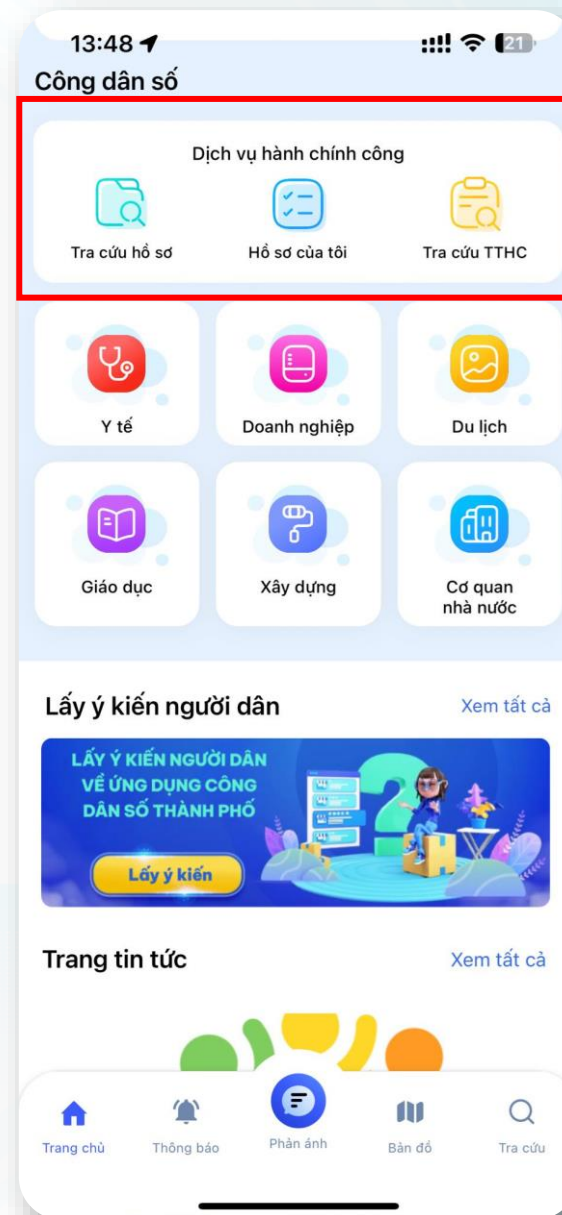 13:48
21
Công dân số
Dịch vụ hành chính công
Tra cứu hồ sơ
Hồ sơ của tôi
Tra cứu TTHC
Y tế
Doanh nghiệp
Du lịch
Giáo dục
Xây dựng
Cơ quan
nhà nước
Lấy ý kiến người dân
Xem tất cả
LẤY Ý KIẾN NGƯỜI DÂN
VỀ ỨNG DỤNG CÔNG
DÂN SỐ THÀNH PHỐ
Lấy ý kiến
Trang tin tức
Xem tất cả
Trang chủ
Thông báo
Phản ánh
Bản đồ
Tra cứu